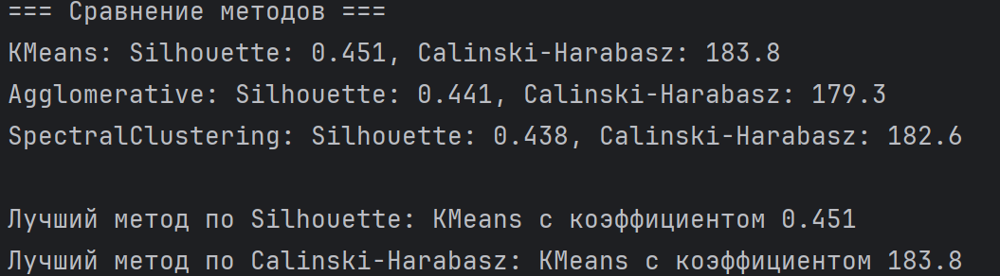 === Сравнение методов ===
KMeans: Silhouette: 0.451, Calinski-Harabasz: 183.8
Agglomerative: Silhouette: 0.441, Calinski-Harabasz: 179.3
SpectralClustering: Silhouette: 0.438, Calinski-Harabasz: 182.6
Лучший метод по Silhouette: KMeans с коэффициентом 0.451
Лучший метод по Calinski-Harabasz: KMeans с коэффициентом 183.8